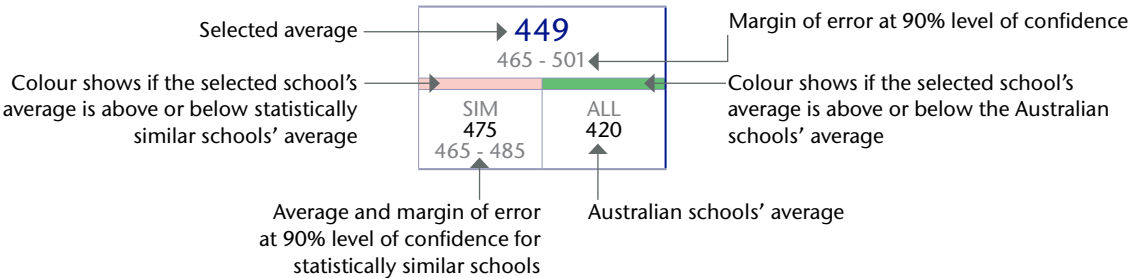 Selected average
449
Margin of error at 90% level of confidence
465 - 501
Colour shows if the selected school's
average is above or below statistically
similar schools' average
Colour shows if the selected school's
average is above or below the Australian
schools' average
SIM
475
465 - 485
ALL
420
Average and margin of error
at 90% level of confidence for
statistically similar schools
Australian schools' average